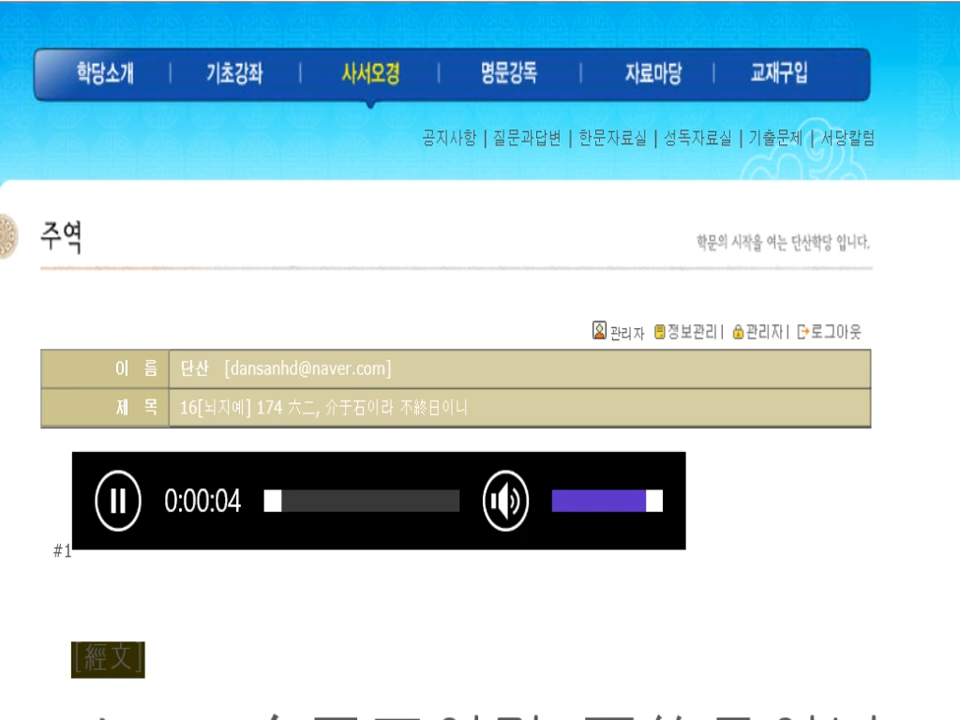 학당소개 | 기초강좌 | 사서오경 | 명문강독 | 자료마당 | 교재구입
공지사항 | 질문과답변 | 한문자료실 | 성독자료실 | 기출문제 | 서당칼럼
주역
학문의 시작을 여는 단산학당 입니다.
관리자 정보관리 | 관리자 | 로그아웃
이 름 단산 [dansanhd@naver.com]
제 목 16[뇌지예] 174 六二, 介于石이라 不終日이니
0:00:04
#1
[經文]